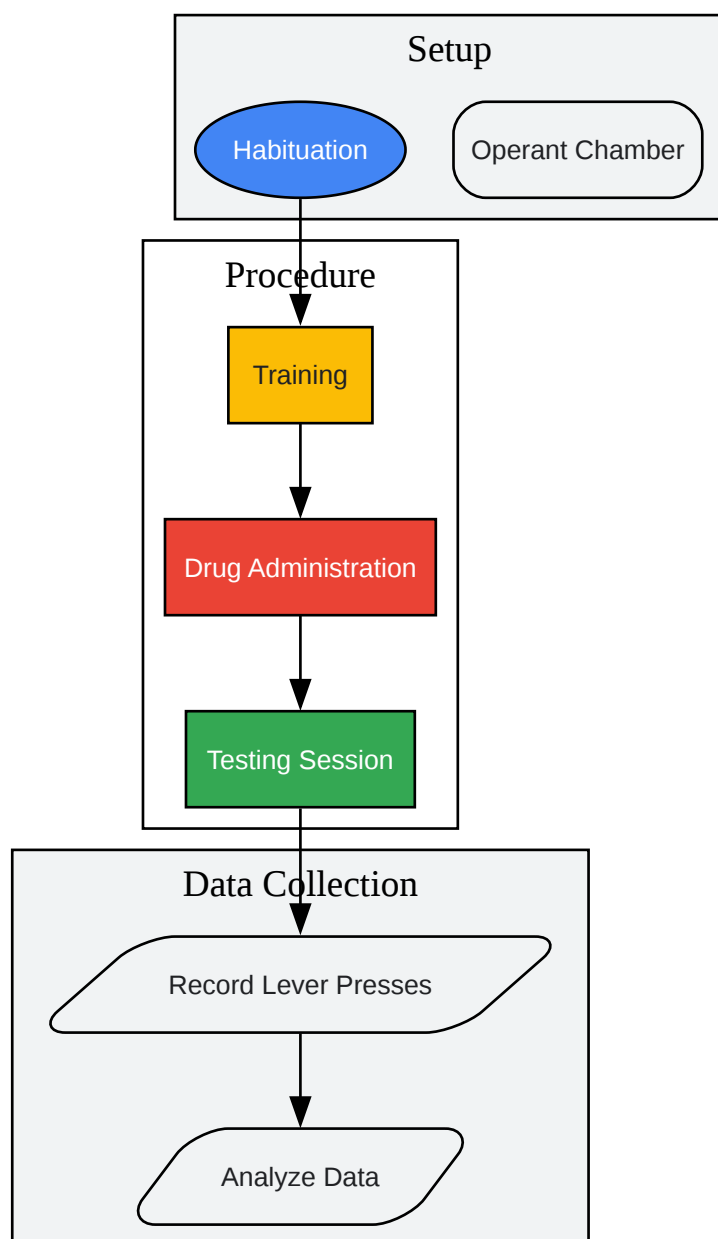 Setup
Habituation
Operant Chamber
Procedure
Training
Drug Administration
Testing Session
Data Collection
Record Lever Presses
Analyze Data